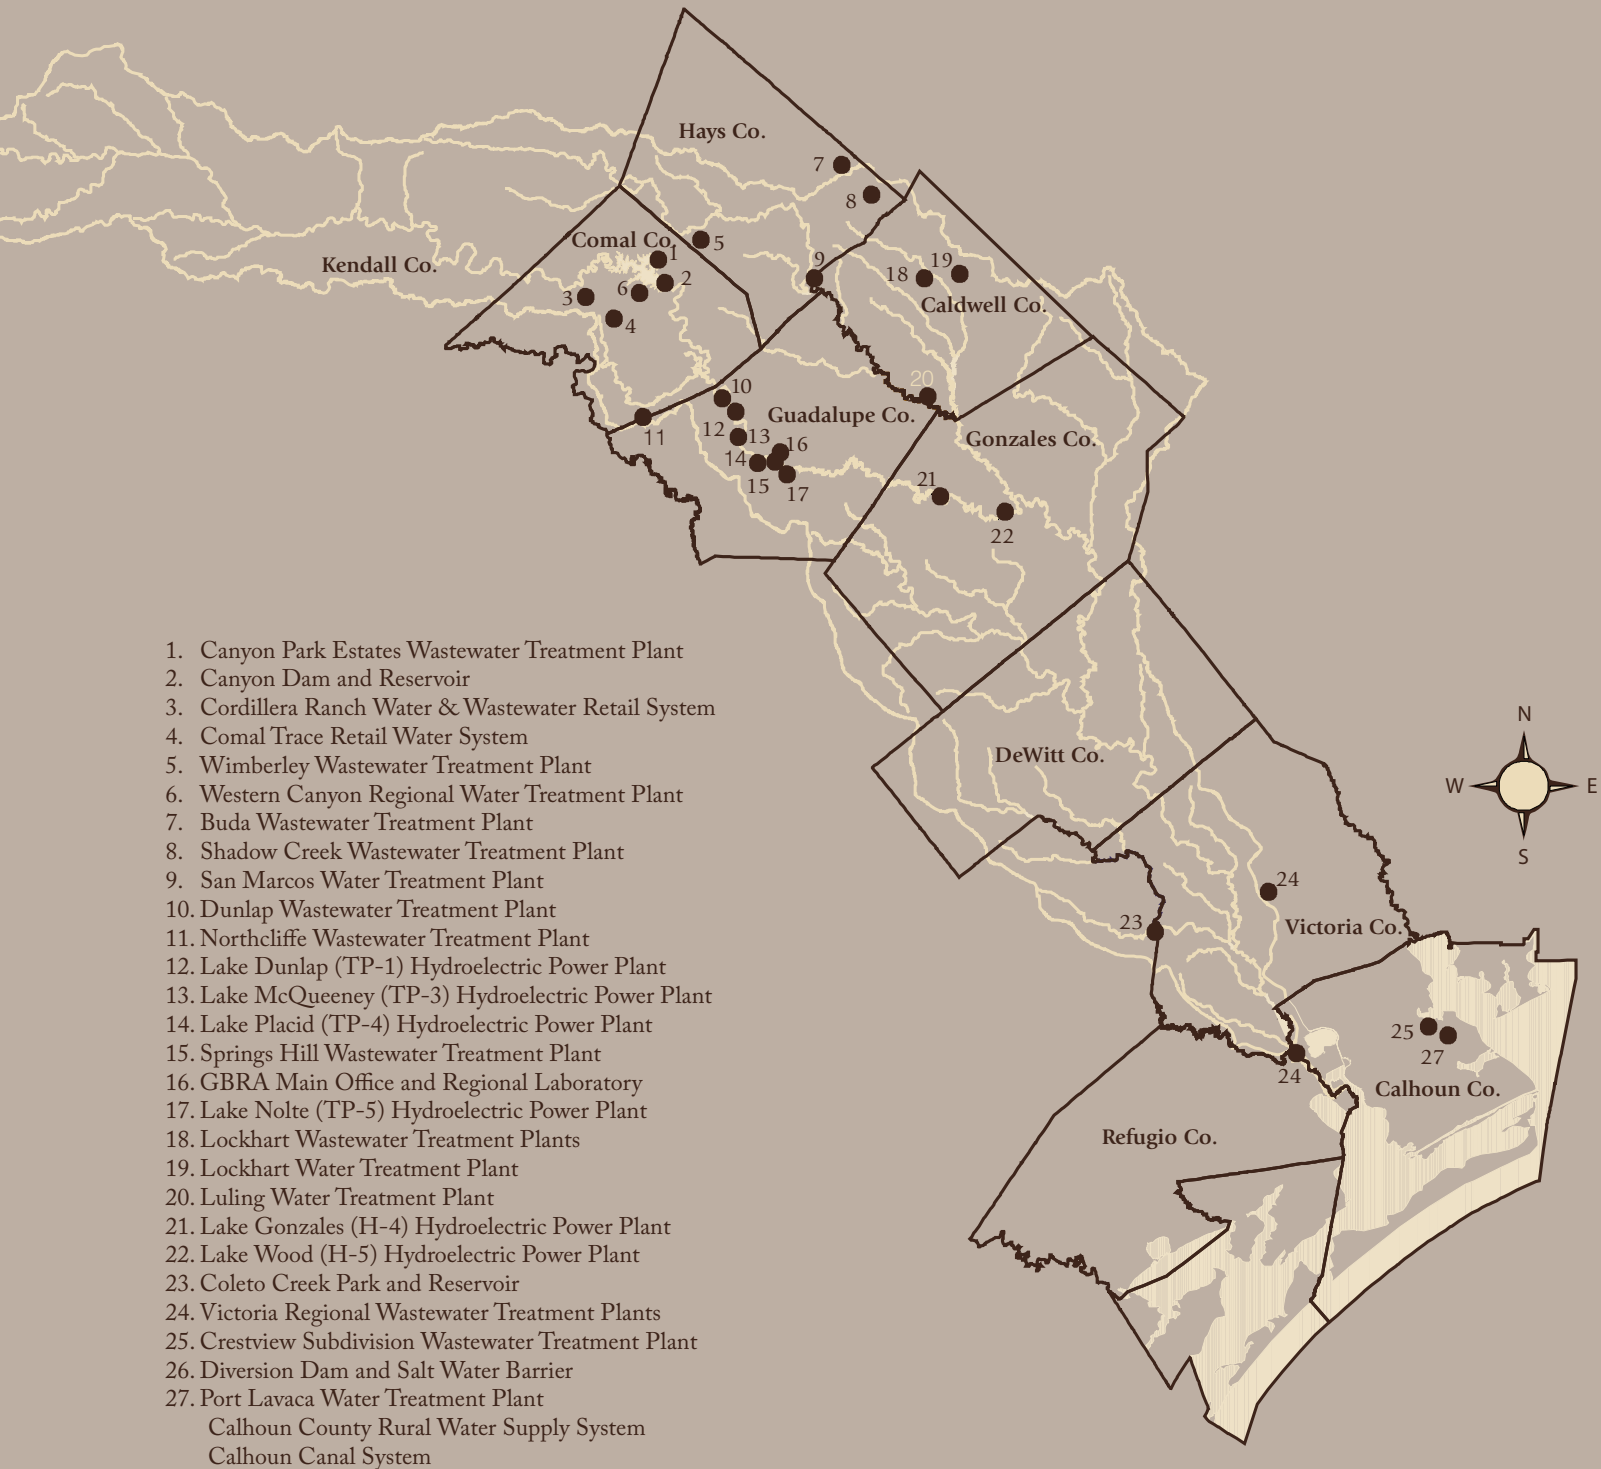 Hays Co.
7
8
Comal Co.
5
1
9
19
18
Kendall Co.
2
6
3
Caldwell Co.
4
20
10
Guadalupe Co.
12
13
11
Gonzales Co.
16
14
15
17
21
22
1. Canyon Park Estates Wastewater Treatment Plant
2. Canyon Dam and Reservoir
3. Cordillera Ranch Water & Wastewater Retail System
4. Comal Trace Retail Water System
5. Wimberley Wastewater Treatment Plant
6. Western Canyon Regional Water Treatment Plant
7. Buda Wastewater Treatment Plant
8. Shadow Creek Wastewater Treatment Plant
9. San Marcos Water Treatment Plant
10. Dunlap Wastewater Treatment Plant
11. Northcliffe Wastewater Treatment Plant
12. Lake Dunlap (TP-1) Hydroelectric Power Plant
13. Lake McQueeney (TP-3) Hydroelectric Power Plant
14. Lake Placid (TP-4) Hydroelectric Power Plant
15. Springs Hill Wastewater Treatment Plant
16. GBRA Main Office and Regional Laboratory
17. Lake Nolte (TP-5) Hydroelectric Power Plant
18. Lockhart Wastewater Treatment Plants
19. Lockhart Water Treatment Plant
20. Luling Water Treatment Plant
21. Lake Gonzales (H-4) Hydroelectric Power Plant
22. Lake Wood (H-5) Hydroelectric Power Plant
23. Coleto Creek Park and Reservoir
24. Victoria Regional Wastewater Treatment Plants
25. Crestview Subdivision Wastewater Treatment Plant
26. Diversion Dam and Salt Water Barrier
27. Port Lavaca Water Treatment Plant
Calhoun County Rural Water Supply System
Calhoun Canal System
DeWitt Co.
N
W
E
S
24
23
Victoria Co.
25
27
24
Calhoun Co.
Refugio Co.